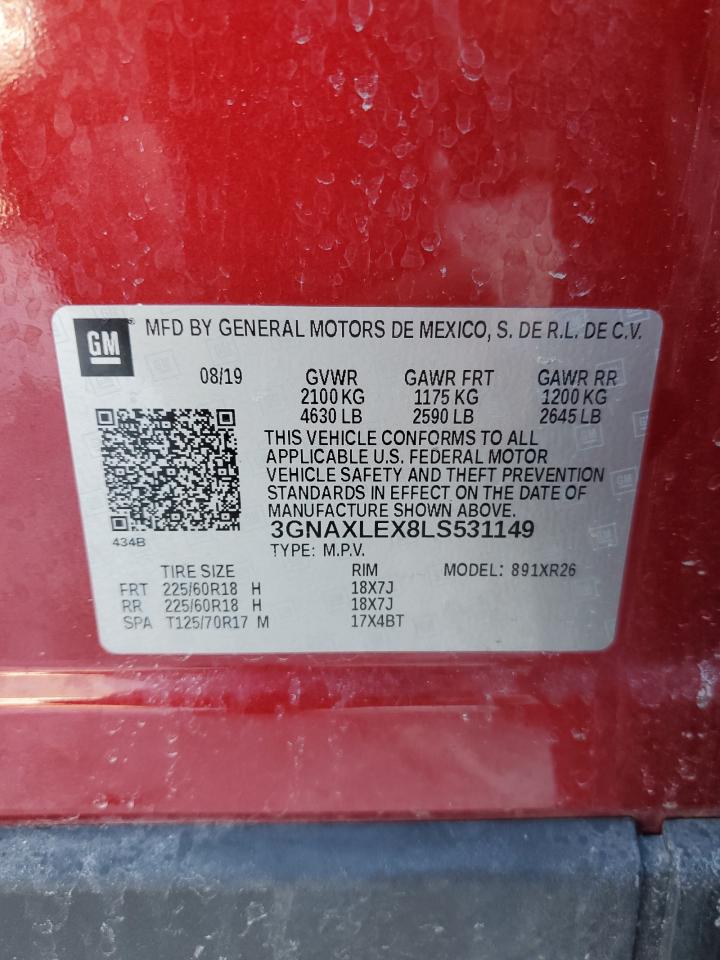 GM® MFD BY GENERAL MOTORS DE MEXICO, S. DE R.L. DE C.V.
08/19 GVWR GAWR FRT GAWR RR
2100 KG 1175 KG 1200 KG
4630 LB 2590 LB 2645 LB
THIS VEHICLE CONFORMS TO ALL
APPLICABLE U.S. FEDERAL MOTOR
VEHICLE SAFETY AND THEFT PREVENTION
STANDARDS IN EFFECT ON THE DATE OF
MANUFACTURE SHOWN ABOVE.
3GNAXLEX8LS531149
434B
TYPE: M.P.V.
TIRE SIZE RIM MODEL: 891XR26
FRT 225/60R18 H 18X7J
RR 225/60R18 H 18X7J
SPA T125/70R17 M 17X4BT